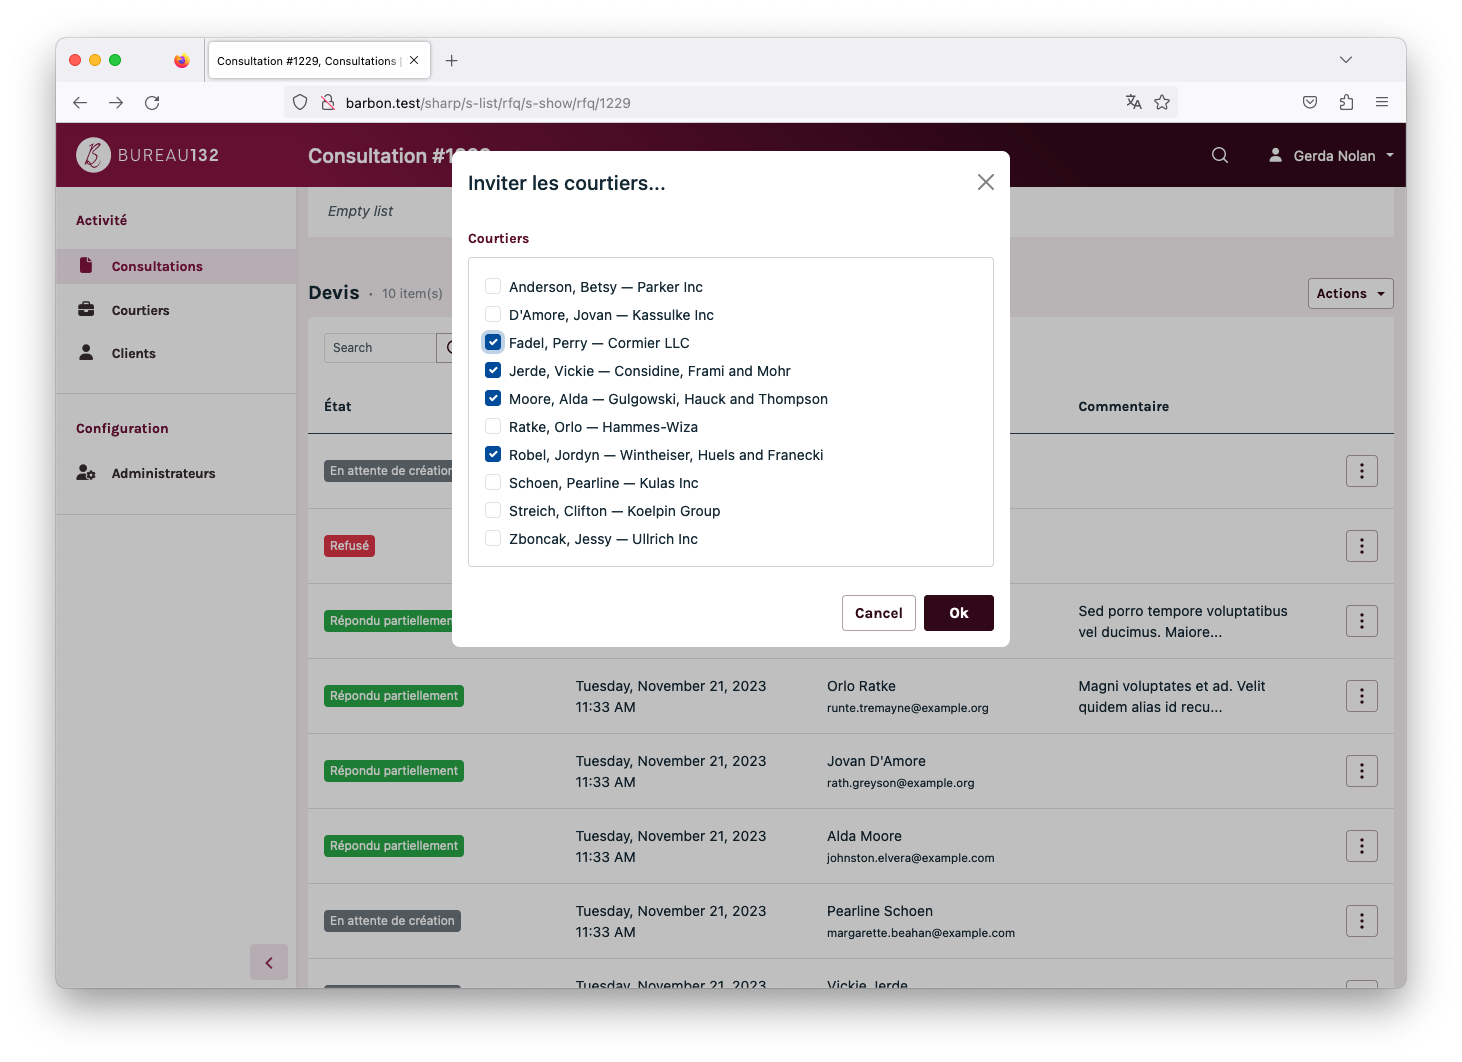 Consultation #1229, Consultations |
barbon.test/sharp/s-list/rfq/s-show/rfq/1229
BUREAU132
Consultation #1229
Gerda Nolan
Activité
Consultations
Courtiers
Clients
Configuration
Administrateurs
Empty list
Devis · 10 item(s)
Actions
Search
État
Commentaire
Inviter les courtiers...
Courtiers
Anderson, Betsy — Parker Inc
D'Amore, Jovan — Kassulke Inc
Fadel, Perry — Cormier LLC
Jerde, Vickie — Considine, Frami and Mohr
Moore, Alda — Gulgowski, Hauck and Thompson
Ratke, Orlo — Hammes-Wiza
Robel, Jordyn — Wintheiser, Huels and Franecki
Schoen, Pearline — Kulas Inc
Streich, Clifton — Koelpin Group
Zboncak, Jessy — Ullrich Inc
Cancel
Ok
En attente de création
Refusé
Répondu partiellemen
Sed porro tempore voluptatibus
vel ducimus. Maiore...
Répondu partiellement
Tuesday, November 21, 2023
11:33 AM
Orlo Ratke
runte.tremayne@example.org
Magni voluptates et ad. Velit
quidem alias id recu...
Répondu partiellement
Tuesday, November 21, 2023
11:33 AM
Jovan D'Amore
rath.greyson@example.org
Répondu partiellement
Tuesday, November 21, 2023
11:33 AM
Alda Moore
johnston.elvera@example.com
En attente de création
Tuesday, November 21, 2023
11:33 AM
Pearline Schoen
margarette.beahan@example.com
Tuesday, November 21, 2023
Vickie Jerde